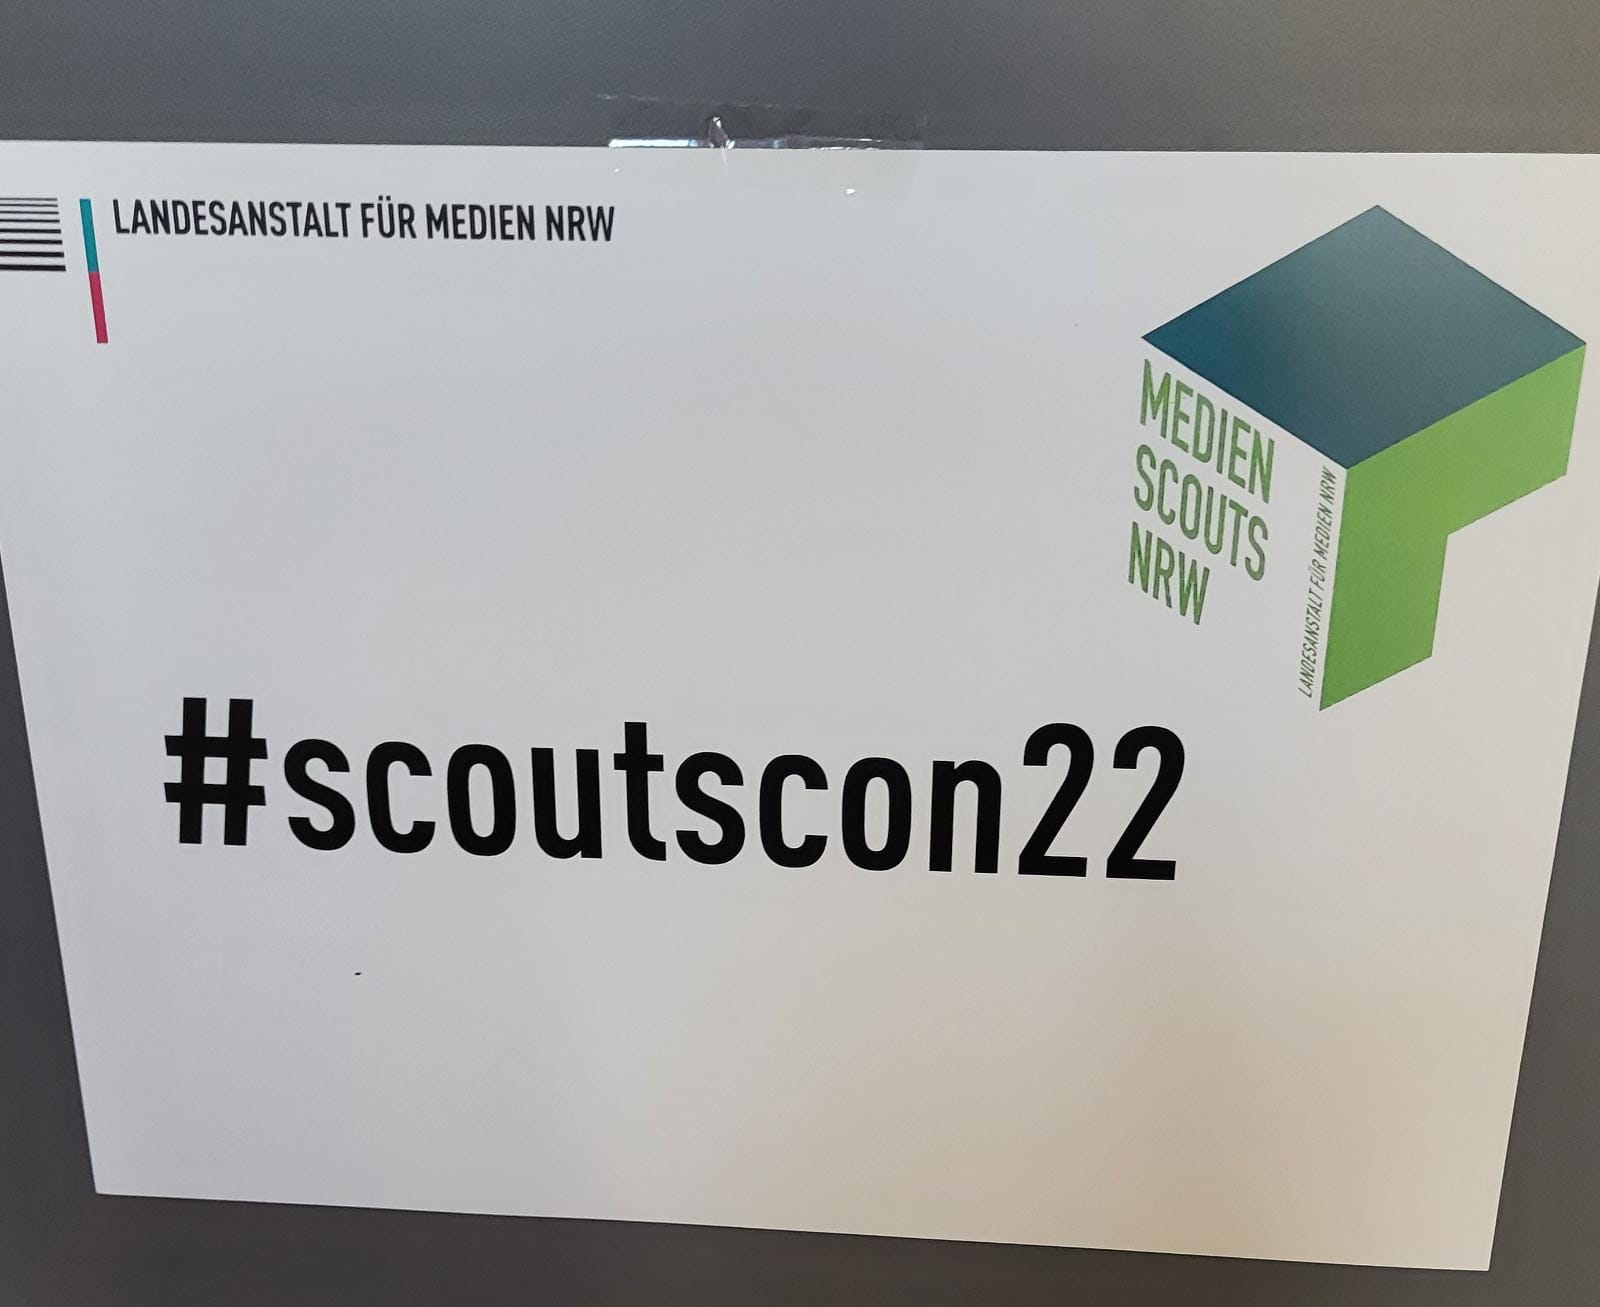 LANDESANSTALT FÜR MEDIEN NRW
MEDIEN
SCOUTS
NRW
LANDESANSTALT FÜR MEDIEN NRW
#scoutscon22